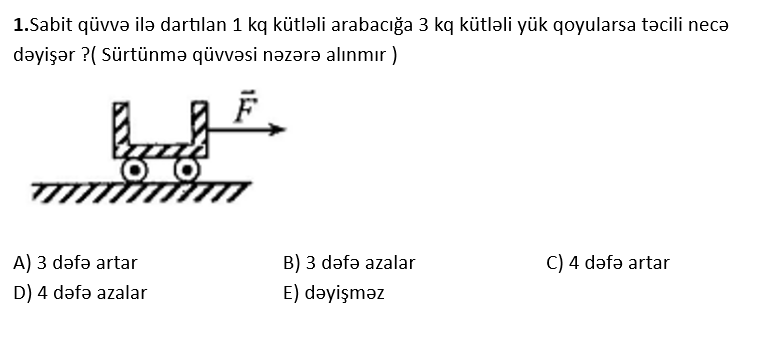 1.Sabit qüvvə ilə dartılan 1 kq kütləli arabacığa 3 kq kütləli yük qoyularsa təcili necə
dəyişər ?( Sürtünmə qüvvəsi nəzərə alınmır )
F
A) 3 dəfə artar B) 3 dəfə azalar C) 4 dəfə artar
D) 4 dəfə azalar E) dəyişməz